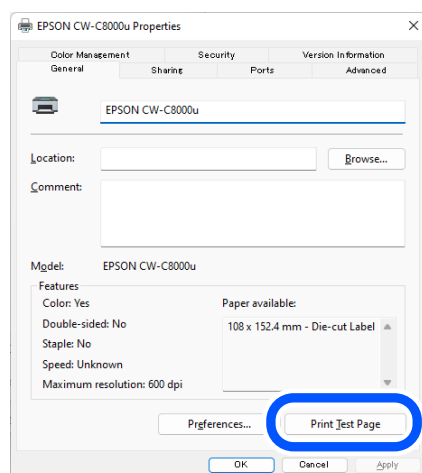 EPSON CW-C8000u Properties
Color Management Security Version Information
General Sharing Ports Advanced
EPSON CW-C8000u
Location: Browse...
Comment:
Model: EPSON CW-C8000u
Features
Color: Yes Paper available:
Double-sided: No 108 x 152.4 mm - Die-cut Label
Staple: No
Speed: Unknown
Maximum resolution: 600 dpi
Preferences... Print Test Page
OK Cancel Apply